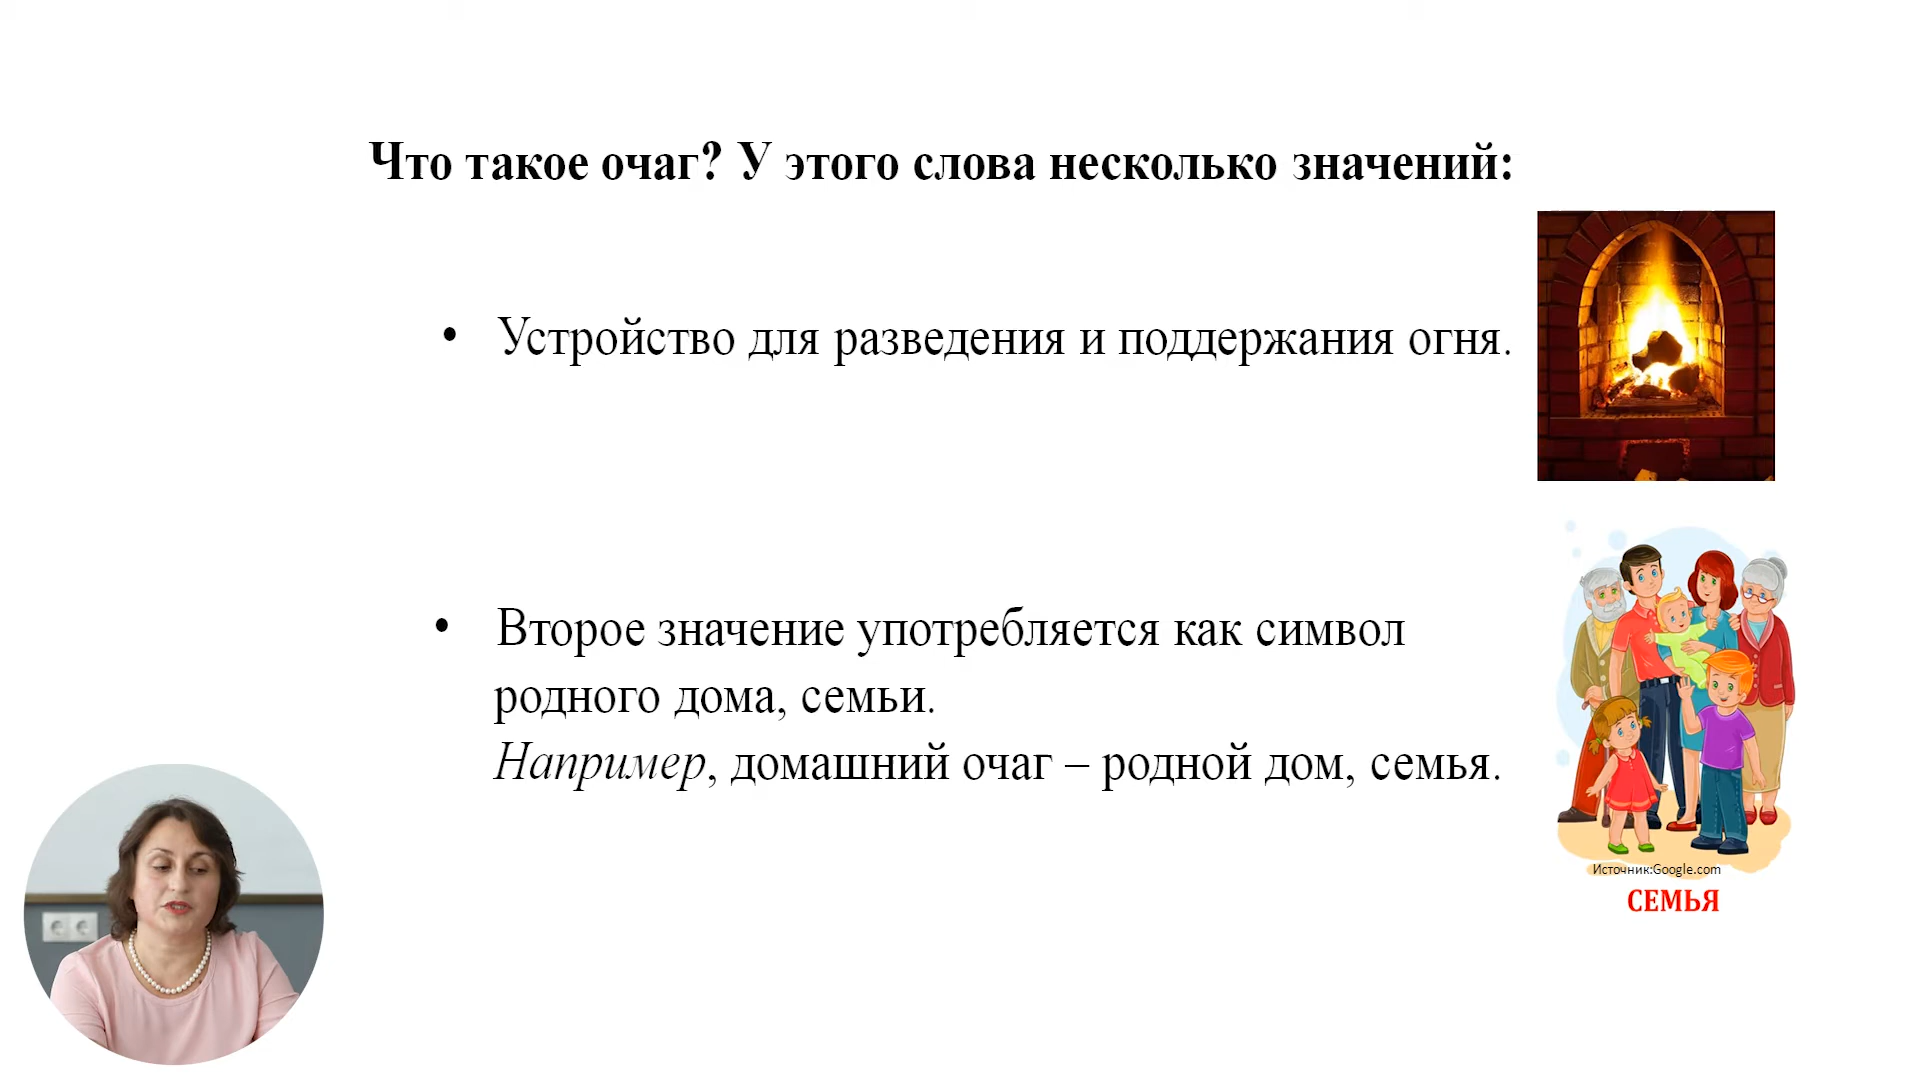 Что такое очаг? У этого слова несколько значений:
• Устройство для разведения и поддержания огня.
• Второе значение употребляется как символ
родного дома, семьи.
Например, домашний очаг – родной дом, семья.
Источник:Google.com
СЕМЬЯ